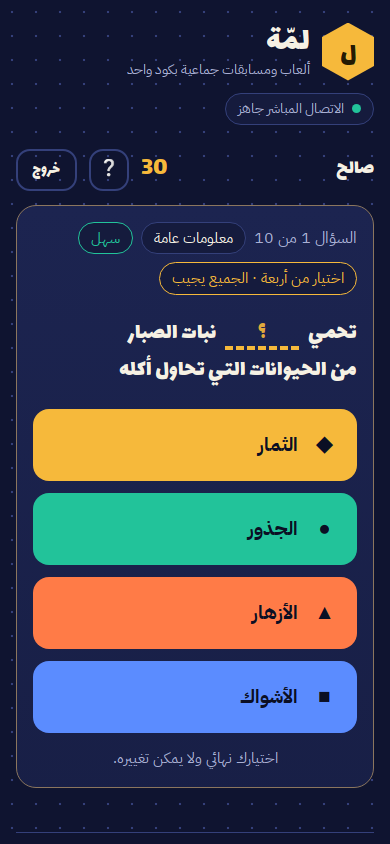 ل
لمّة
ألعاب ومسابقات جماعية بكود واحد
الاتصال المباشر جاهز
صالح
30
?
خروج
السؤال 1 من 10
معلومات عامة
سهل
اختيار من أربعة · الجميع يجيب
تحمي ؟ نبات الصبار
من الحيوانات التي تحاول أكله
الثمار
الجذور
الأزهار
الأشواك
اختيارك نهائي ولا يمكن تغييره.